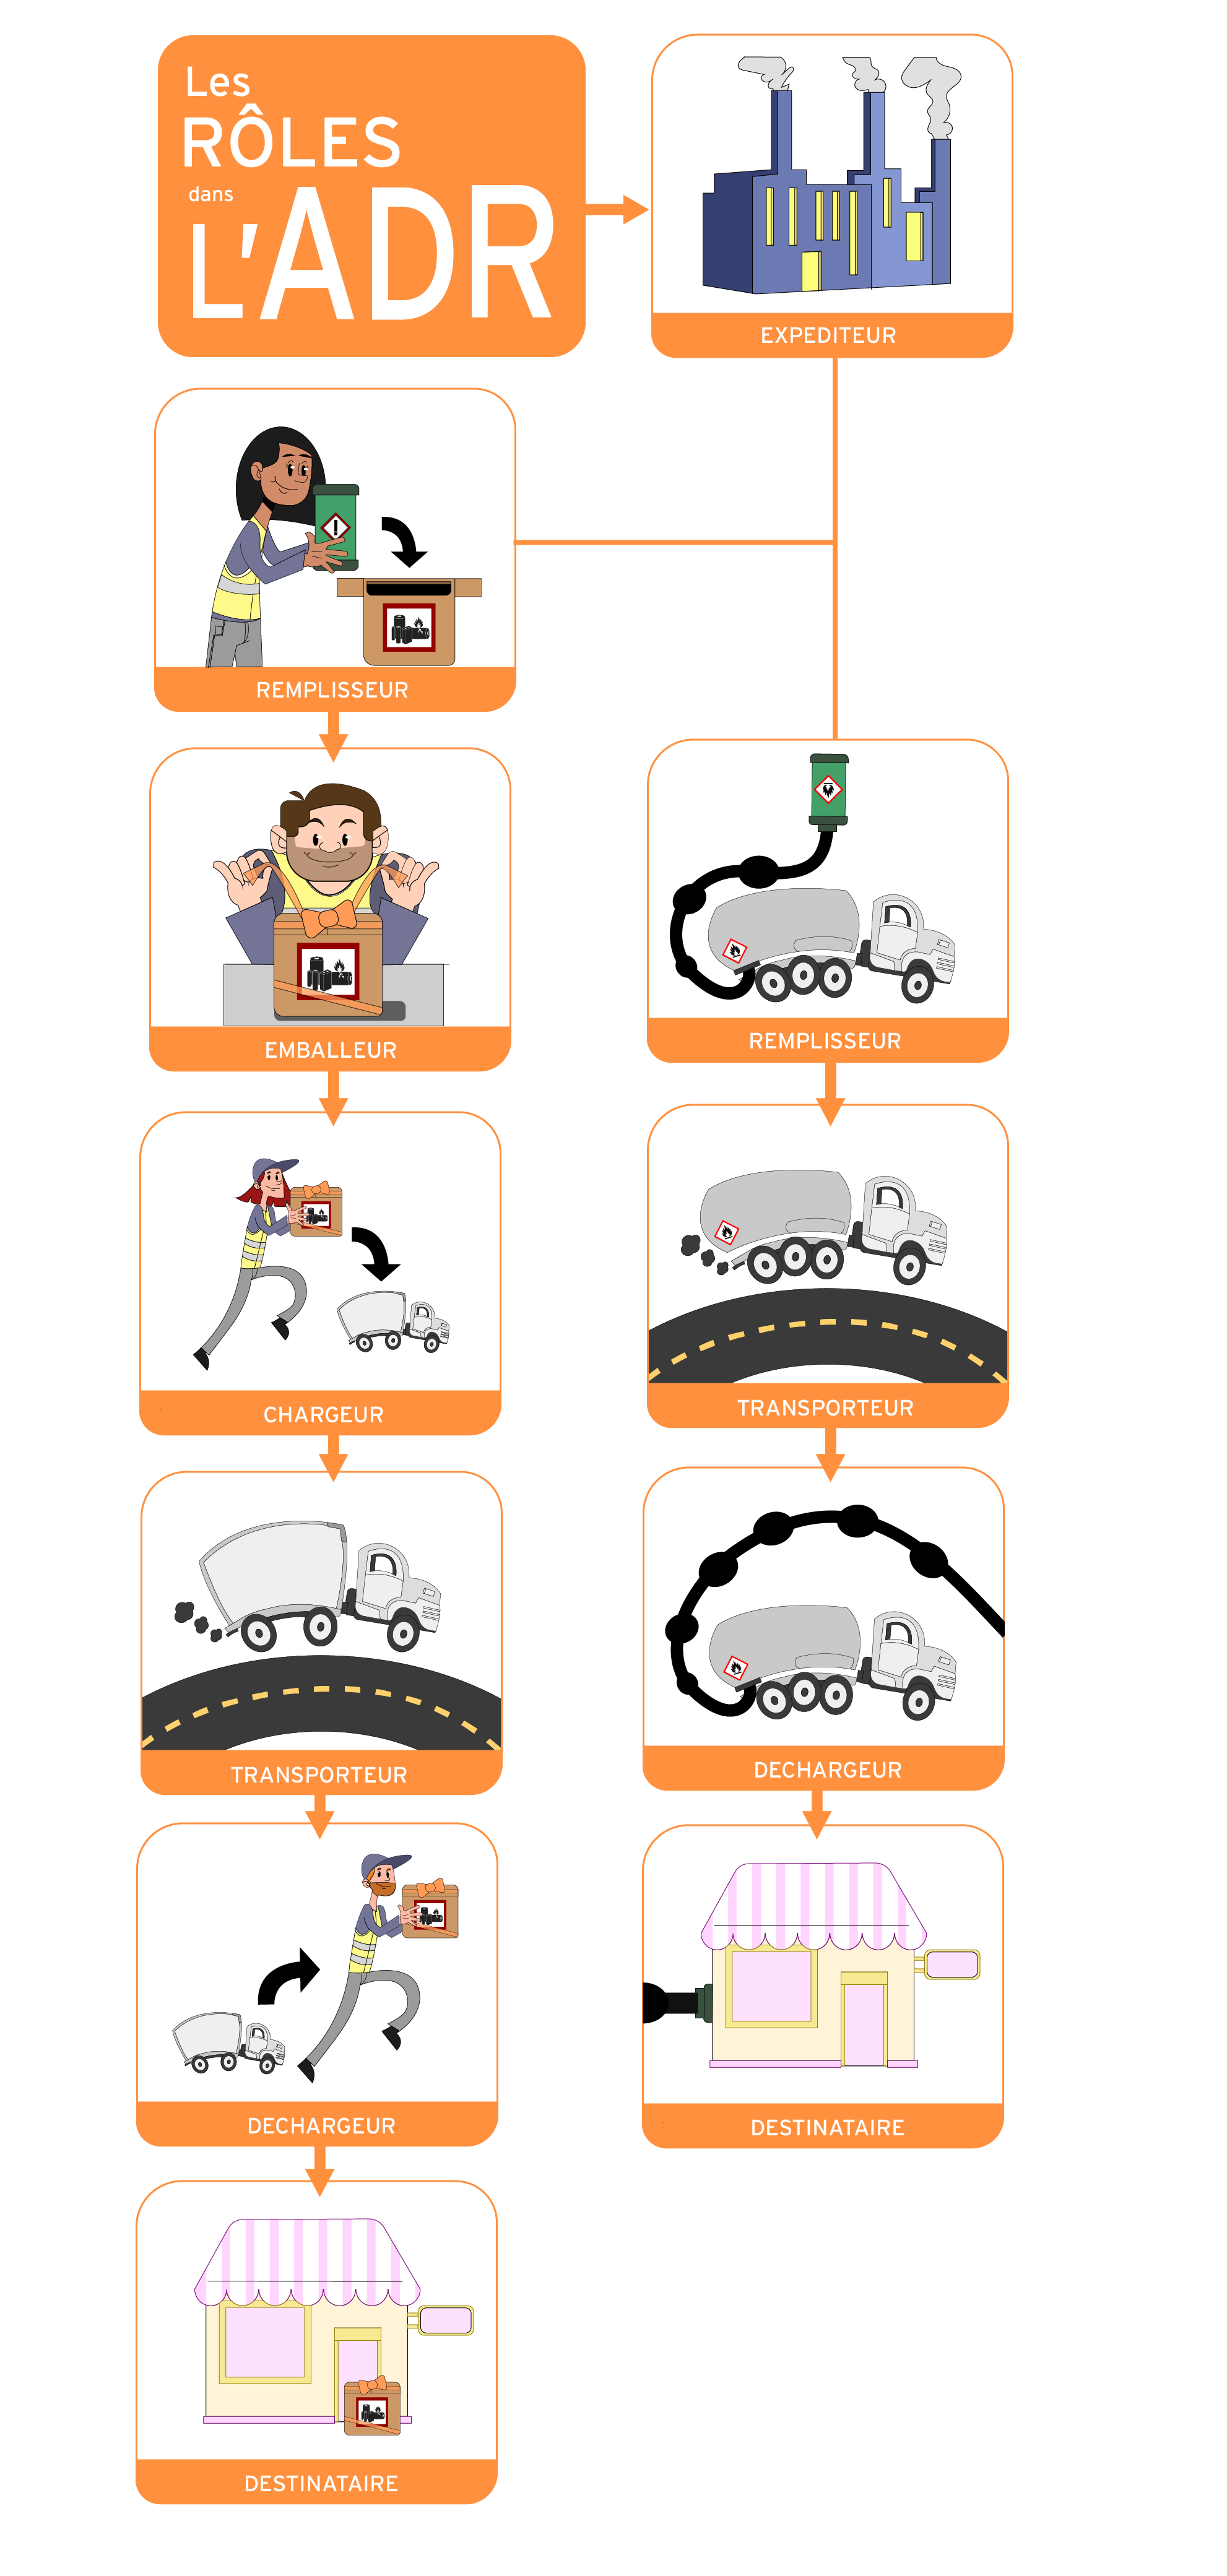 Les
RÔLES
dans
L'ADR
EXPEDITEUR
REMPLISSEUR
EMBALLEUR
CHARGEUR
TRANSPORTEUR
DECHARGEUR
DESTINATAIRE
REMPLISSEUR
TRANSPORTEUR
DECHARGEUR
DESTINATAIRE